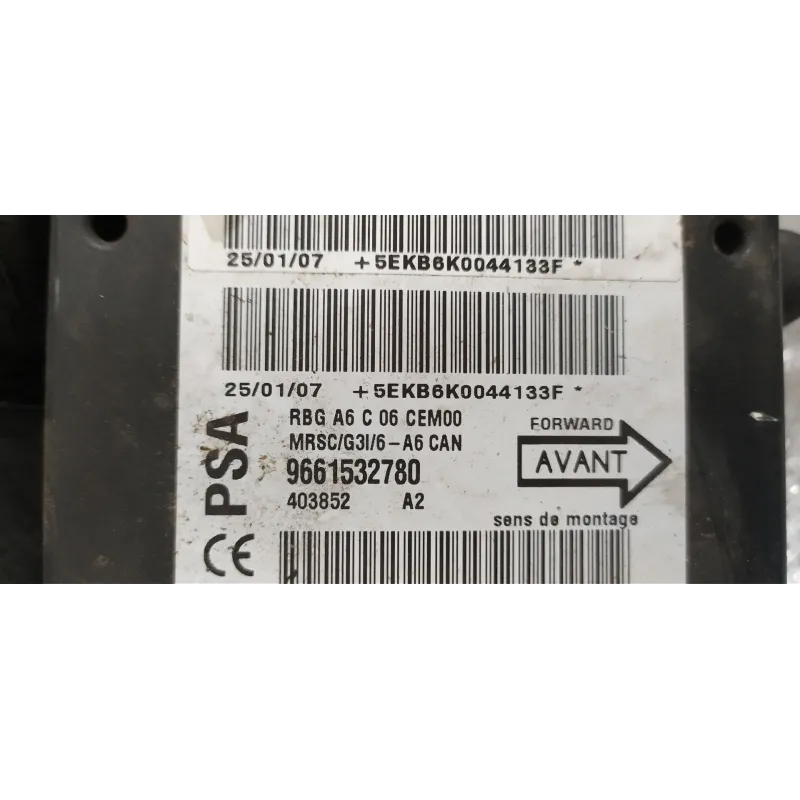 25/01/07 +5EKB6K0044133F *
25/01/07 +5EKB6K0044133F *
PSA
RBG A6 C 06 CEM00
MRSC/G3I/6-A6 CAN
9661532780
403852 A2
CE
FORWARD
AVANT
sens de montage